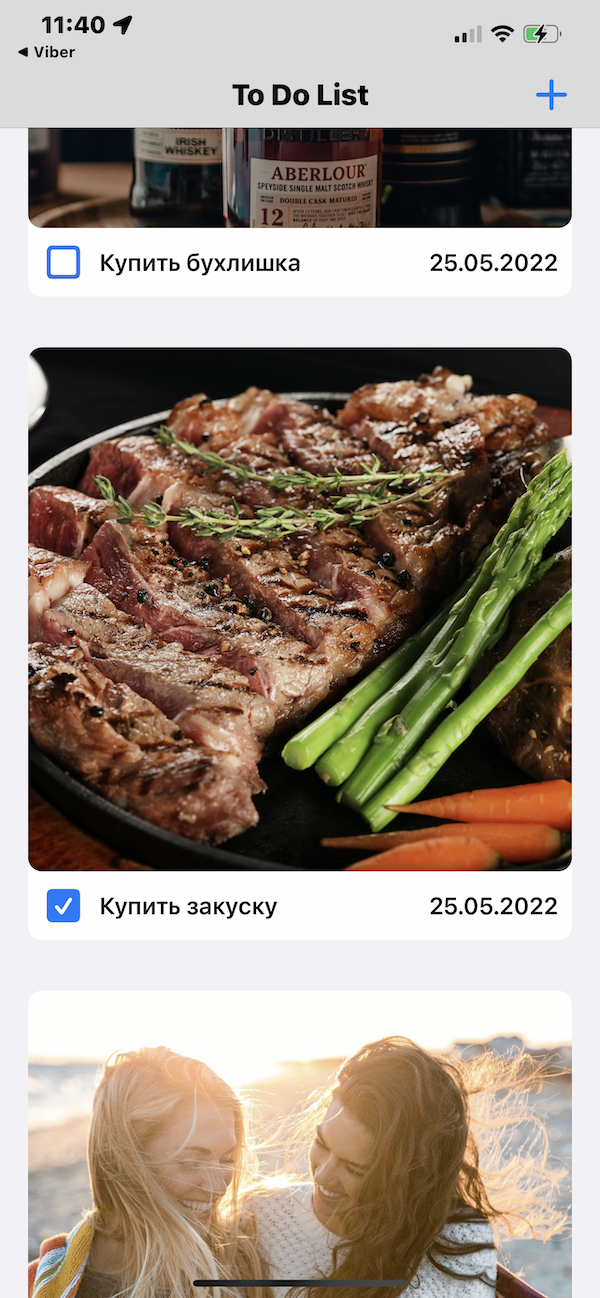 11:40
◀ Viber
To Do List
DISTILLERY
IRISH
WHISKEY
ABERLOUR
SPEYSIDE SINGLE MALT SCOTCH WHISKY
DOUBLE CASK MATURED
12
Купить бухлишка
25.05.2022
Купить закуску
25.05.2022